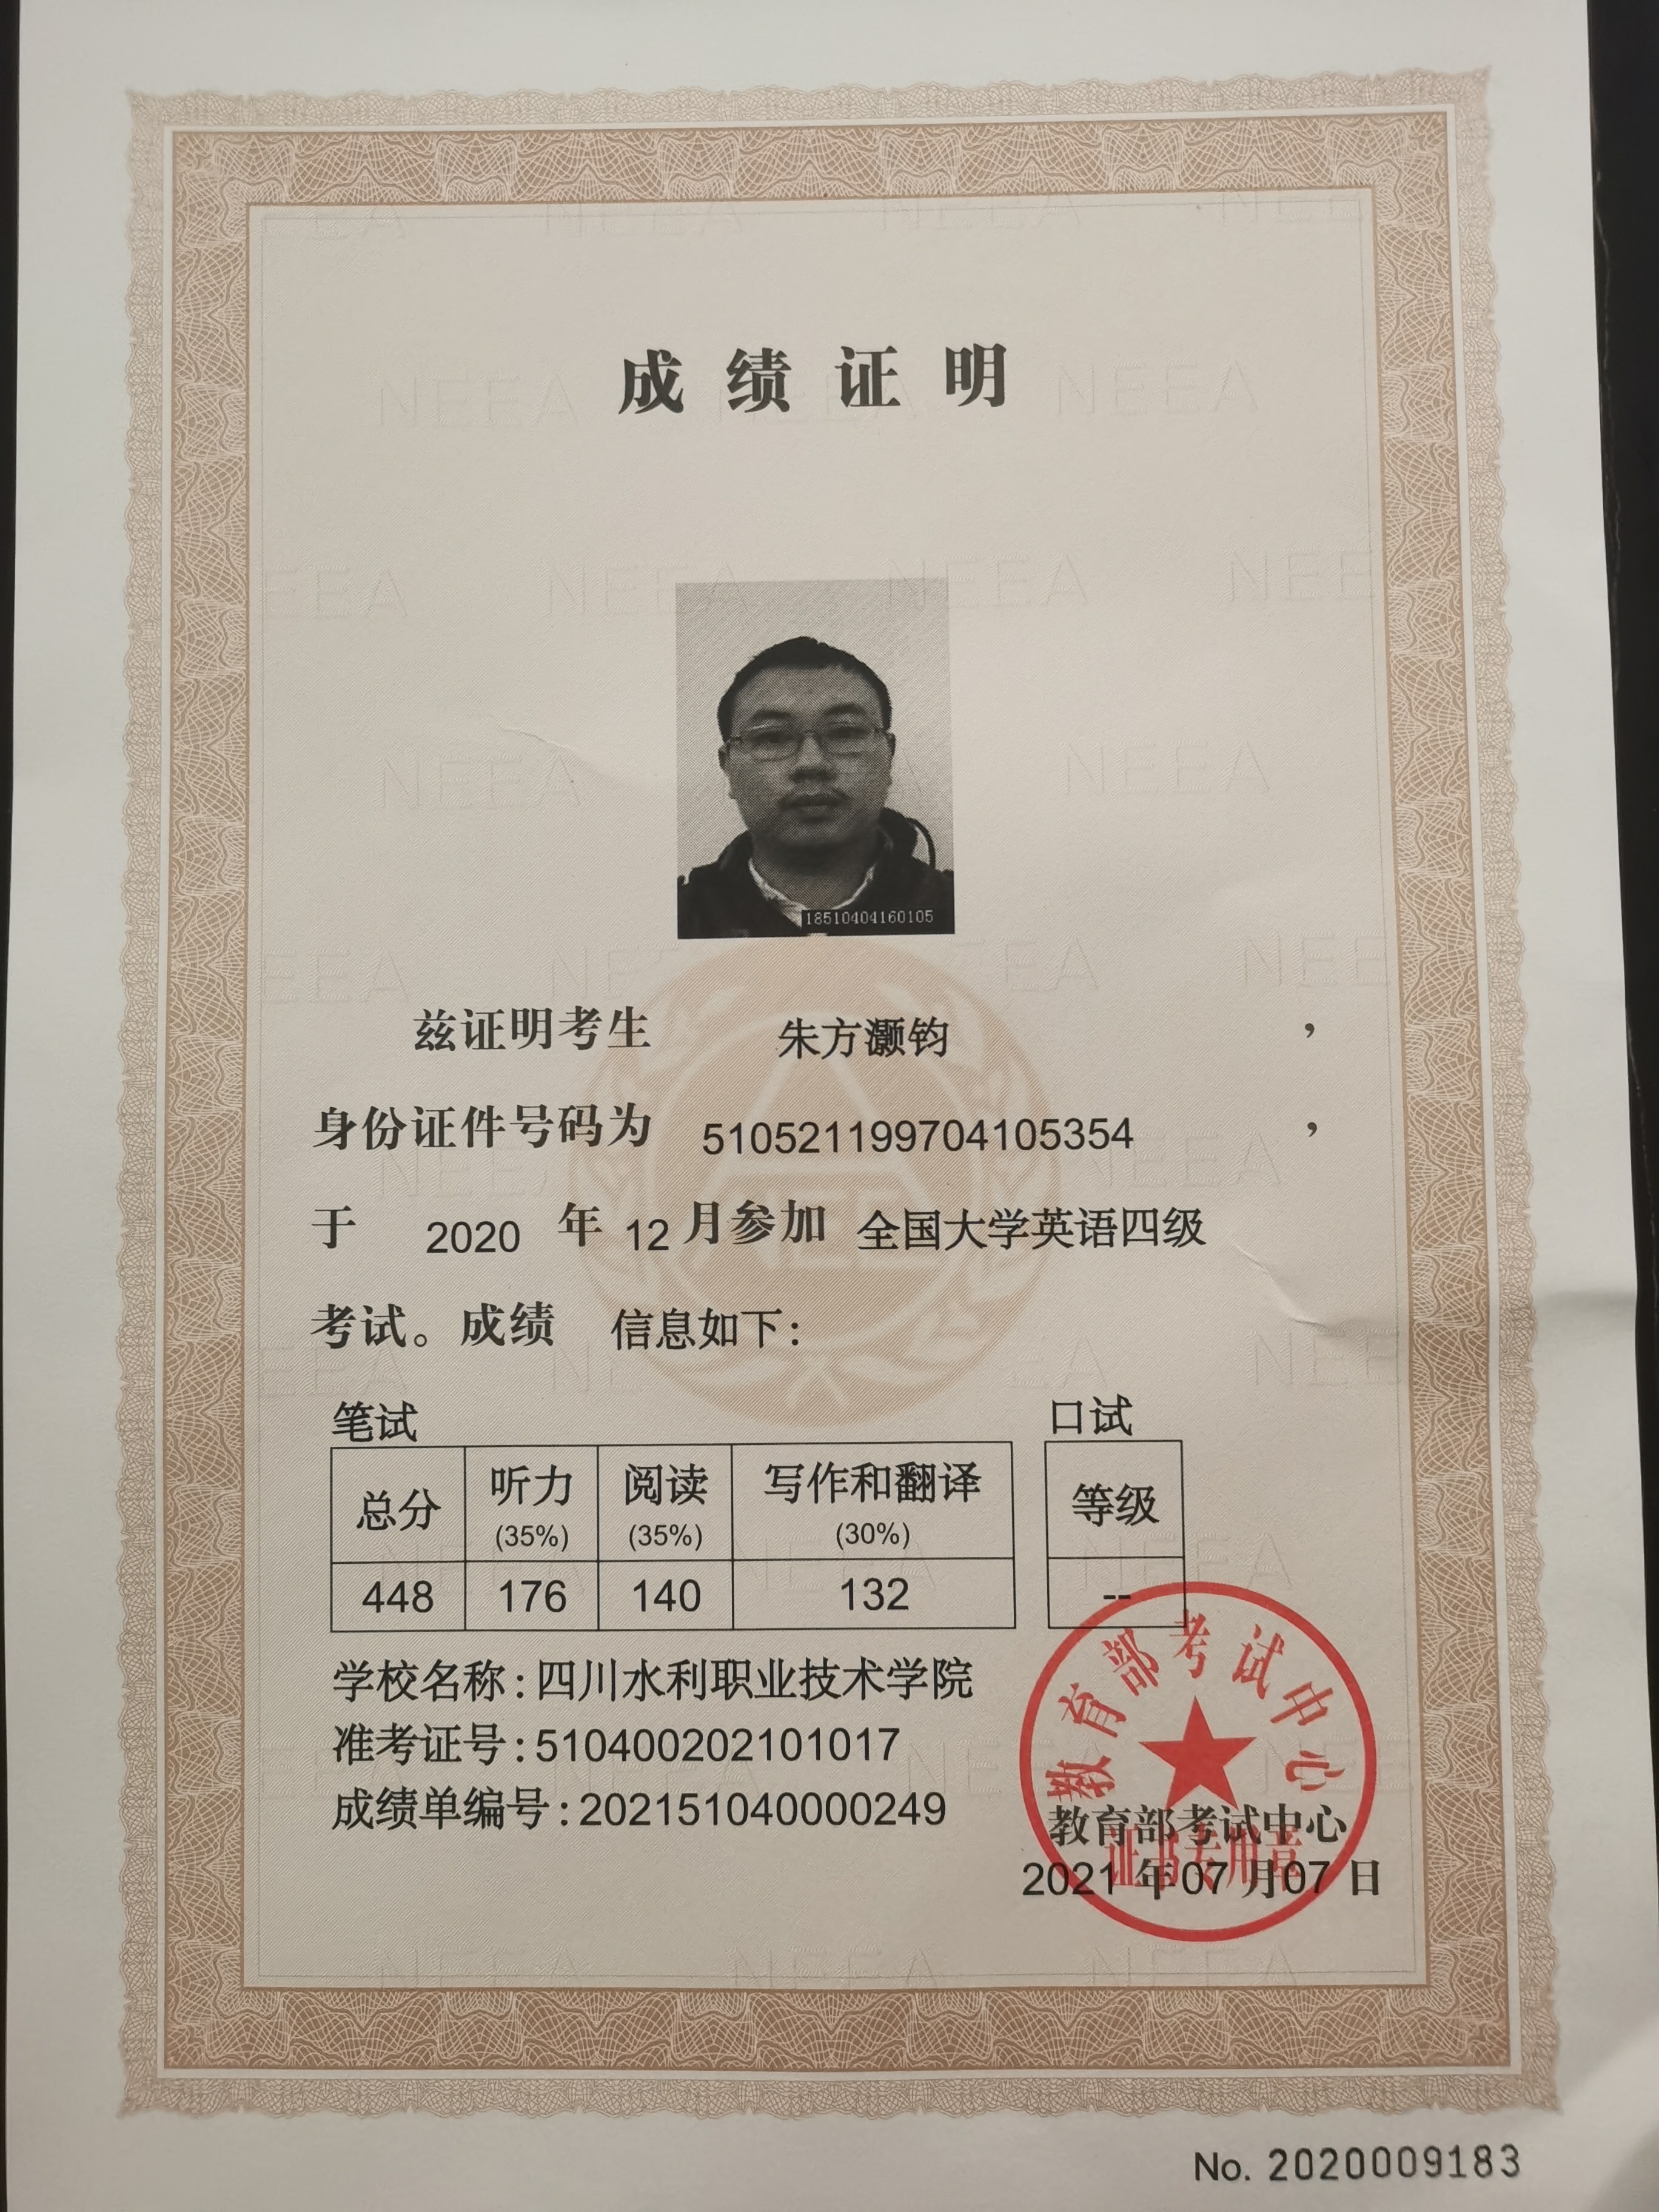 成绩证明
18510404160105
兹证明考生 朱方灏钧 ，
身份证件号码为 510521199704105354 ，
于 2020 年 12 月参加 全国大学英语四级
考试。成绩 信息如下：
笔试 口试
总分 听力 (35%) 阅读 (35%) 写作和翻译 (30%) 等级
448 176 140 132 --
学校名称：四川水利职业技术学院
准考证号：510400202101017
成绩单编号：202151040000249
教育部考试中心
证书专用章
教育部考试中心
2021 年 07 月 07 日
No. 2020009183
NEEA